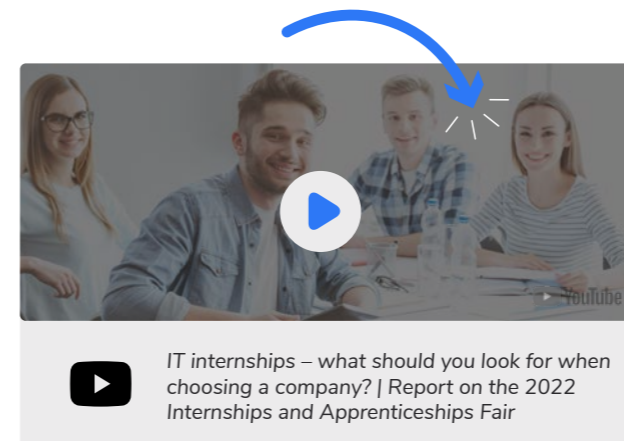 YouTube
IT internships – what should you look for when
choosing a company? | Report on the 2022
Internships and Apprenticeships Fair